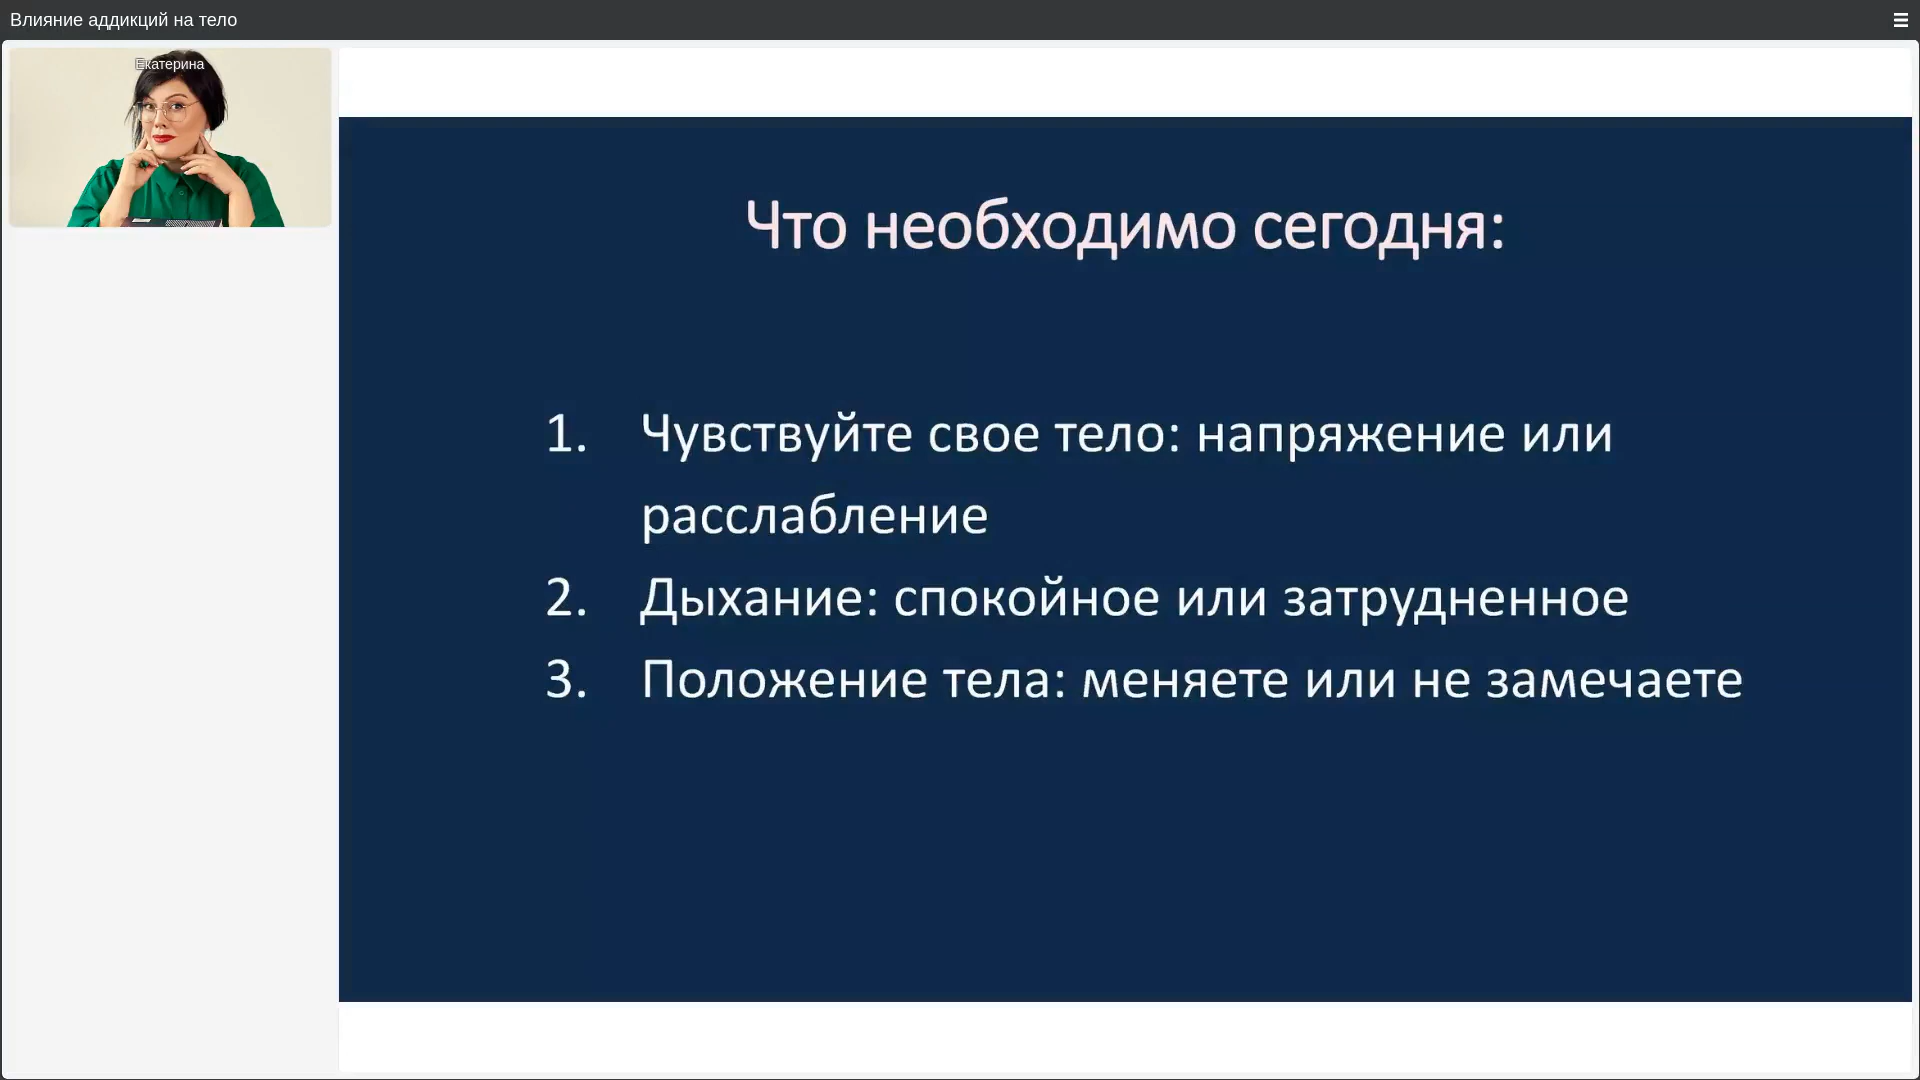 Влияние аддикций на тело
Екатерина
Что необходимо сегодня:
1. Чувствуйте свое тело: напряжение или
расслабление
2. Дыхание: спокойное или затрудненное
3. Положение тела: меняете или не замечаете